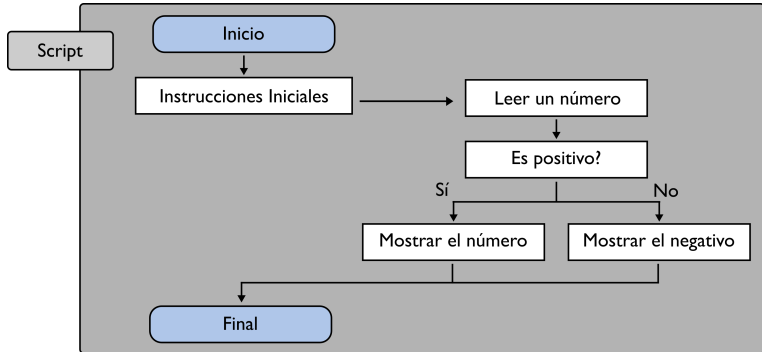 Script
Inicio
Instrucciones Iniciales
Leer un número
Es positivo?
Sí
No
Mostrar el número
Mostrar el negativo
Final